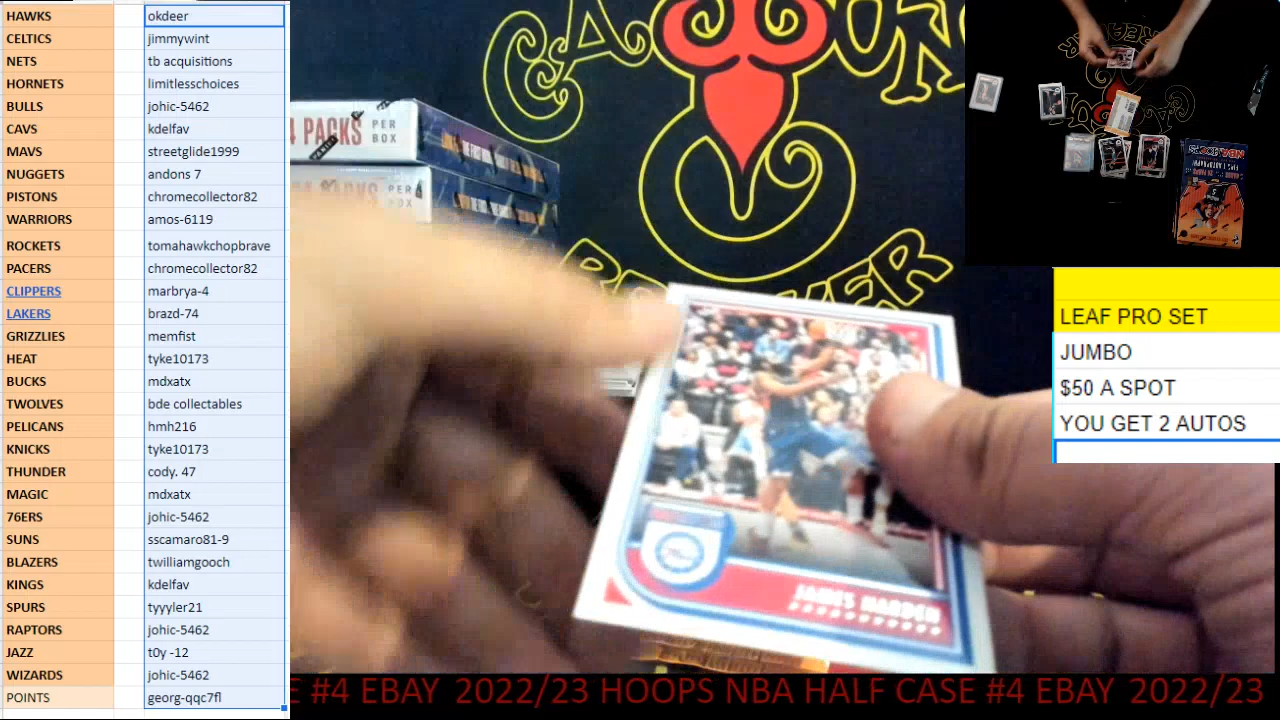 HAWKS okdeer
CELTICS jimmywint
NETS tb acquisitions
HORNETS limitlesschoices
BULLS johic-5462
CAVS kdelfav
MAVS streetglide1999
NUGGETS andons 7
PISTONS chromecollector82
WARRIORS amos-6119
ROCKETS tomahawkchopbrave
PACERS chromecollector82
CLIPPERS marbrya-4
LAKERS brazd-74
GRIZZLIES memfist
HEAT tyke10173
BUCKS mdxatx
TWOLVES bde collectables
PELICANS hmh216
KNICKS tyke10173
THUNDER cody. 47
MAGIC mdxatx
76ERS johic-5462
SUNS sscamaro81-9
BLAZERS twilliamgooch
KINGS kdelfav
SPURS tyyyler21
RAPTORS johic-5462
JAZZ t0y -12
WIZARDS johic-5462
POINTS georg-qqc7fl
4 PACKS PER BOX
PANINI
PER
JAMES HARDEN
LEAF PRO SET
JUMBO
$50 A SPOT
YOU GET 2 AUTOS
E #4 EBAY 2022/23 HOOPS NBA HALF CASE #4 EBAY 2022/23